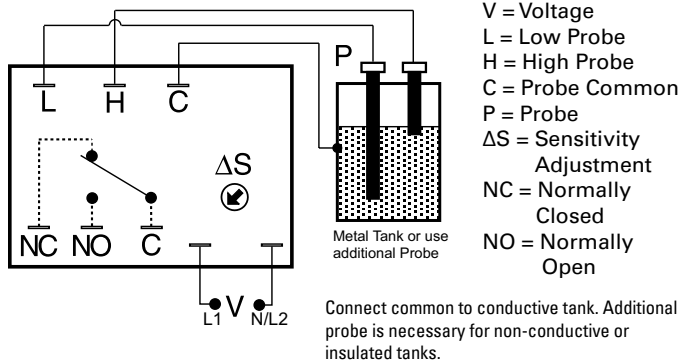 V = Voltage
L = Low Probe
H = High Probe
C = Probe Common
P = Probe
ΔS = Sensitivity
Adjustment
NC = Normally
Closed
NO = Normally
Open
P
L H C
ΔS
NC NO C
Metal Tank or use
additional Probe
V
L1 N/L2
Connect common to conductive tank. Additional
probe is necessary for non-conductive or
insulated tanks.